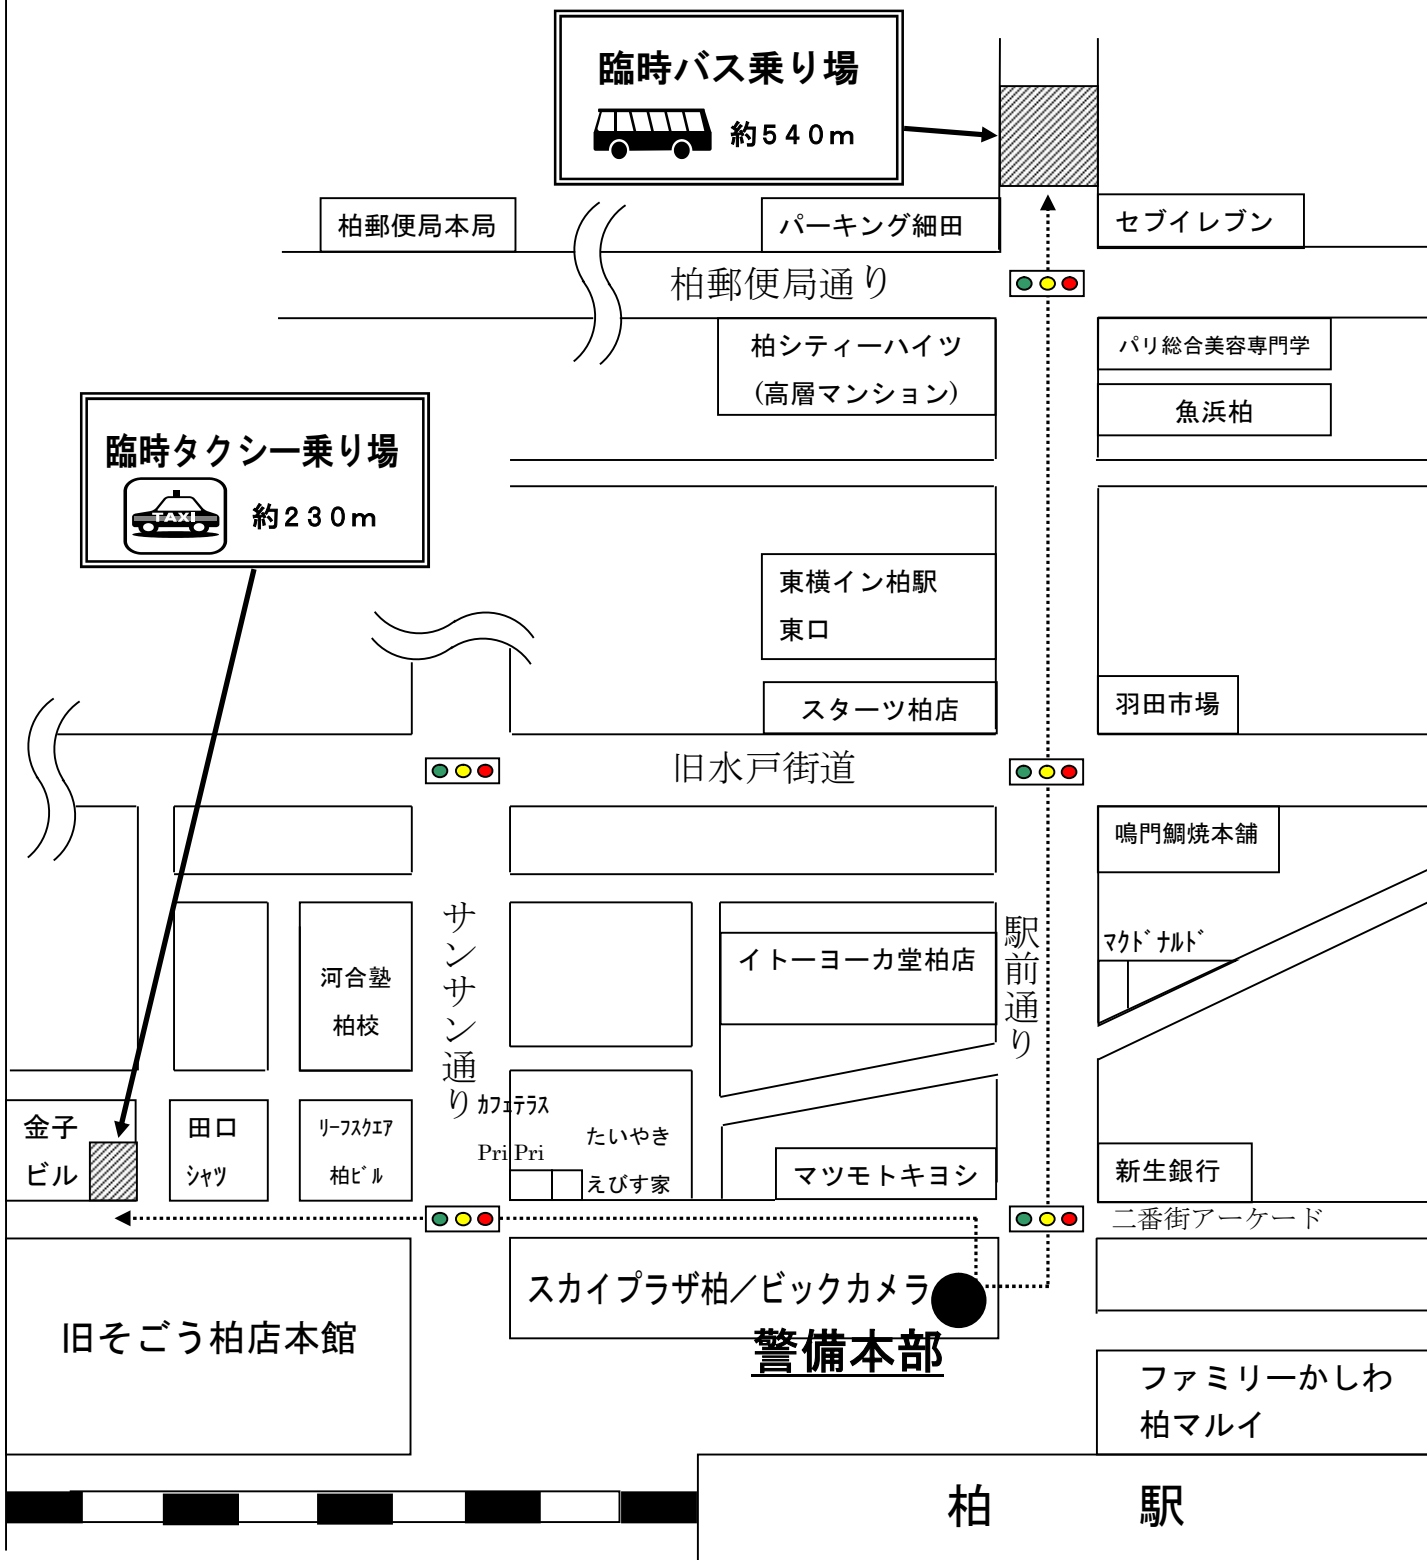 臨時バス乗り場
約５４０ｍ
柏郵便局本局
パーキング細田
セブイレブン
柏郵便局通り
柏シティーハイツ
(高層マンション)
パリ総合美容専門学
魚浜柏
臨時タクシー乗り場
TAXI
約２３０ｍ
東横イン柏駅
東口
スターツ柏店
羽田市場
旧水戸街道
鳴門鯛焼本舗
サンサン通り
駅前通り
ﾏｸﾄﾞﾅﾙﾄﾞ
イトーヨーカ堂柏店
河合塾
柏校
金子
ビル
田口
ｼｬﾂ
ﾘｰﾌｽｸｴｱ
柏ﾋﾞﾙ
ｶﾌｪﾃﾗｽ
Pri Pri
たいやき
えびす家
マツモトキヨシ
新生銀行
二番街アーケード
スカイプラザ柏／ビックカメラ
警備本部
旧そごう柏店本館
ファミリーかしわ
柏マルイ
柏　駅